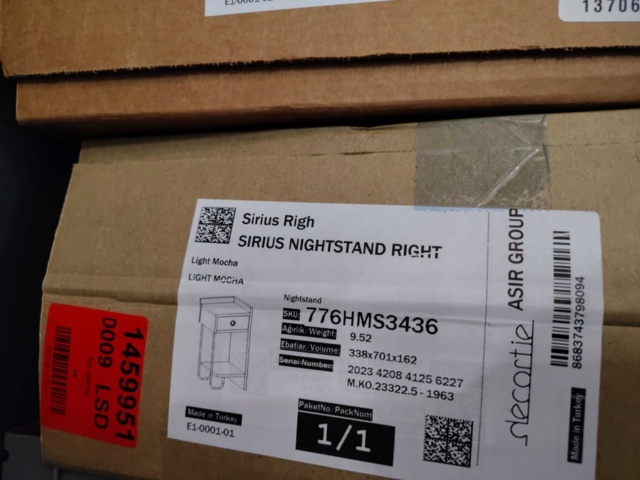 13706
Sirius Righ
SIRIUS NIGHTSTAND RIGHT
Light Mocha
LIGHT MOCHA
Nightstand
SKU: 776HMS3436
Ağırlık. Weight: 9.52
Ebatlar. Volume: 338x701x162
Serial Number: 2023 4208 4125 6227
M.KO.23322.5 - 1963
Made in Turkey
E1-0001-01
PaketNo/PackNum
1/1
decortie ASIR GROUP
8683743798094
Made in Turkey
1459951
0009 LSD